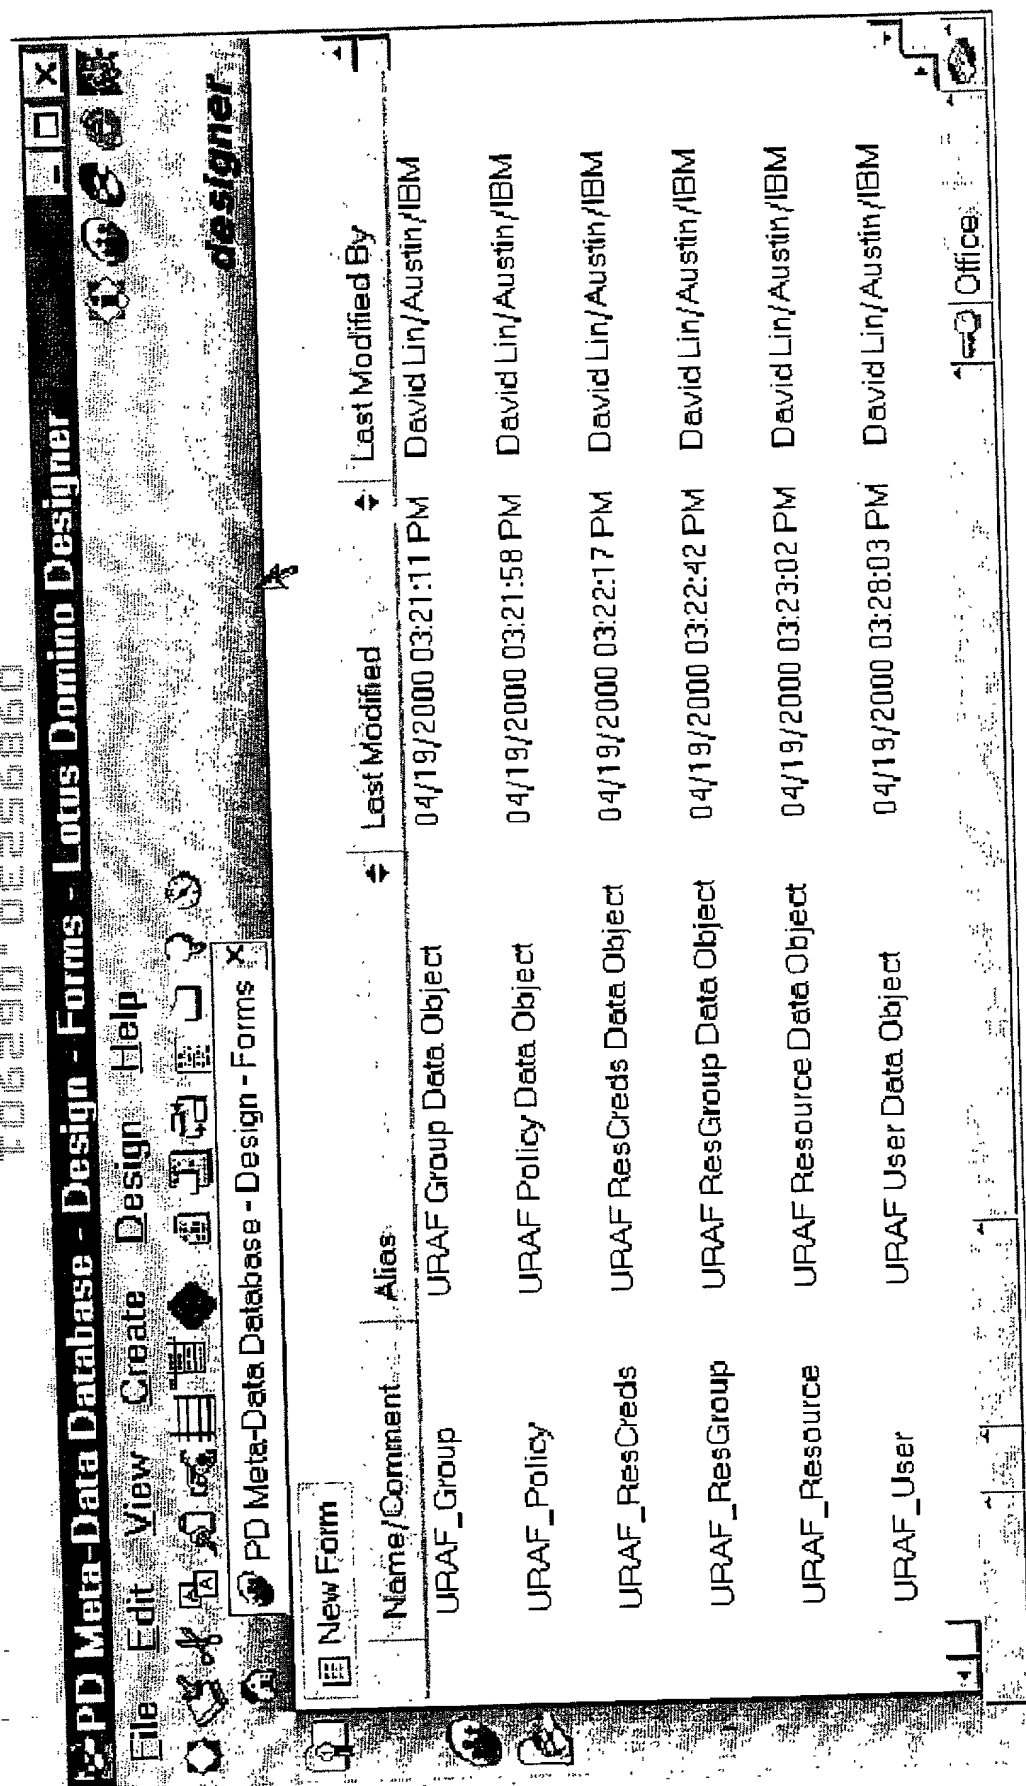 PD Meta-Data Database - Design - Forms - Lotus Domino Designer
File Edit View Create Design Help
PD Meta-Data Database - Design - Forms
designer
New Form
Name/Comment Alias Last Modified Last Modified By
URAF_Group URAF Group Data Object 04/19/2000 03:21:11 PM David Lin/Austin/IBM
URAF_Policy URAF Policy Data Object 04/19/2000 03:21:58 PM David Lin/Austin/IBM
URAF_ResCreds URAF ResCreds Data Object 04/19/2000 03:22:17 PM David Lin/Austin/IBM
URAF_ResGroup URAF ResGroup Data Object 04/19/2000 03:22:42 PM David Lin/Austin/IBM
URAF_Resource URAF Resource Data Object 04/19/2000 03:23:02 PM David Lin/Austin/IBM
URAF_User URAF User Data Object 04/19/2000 03:28:03 PM David Lin/Austin/IBM
Office